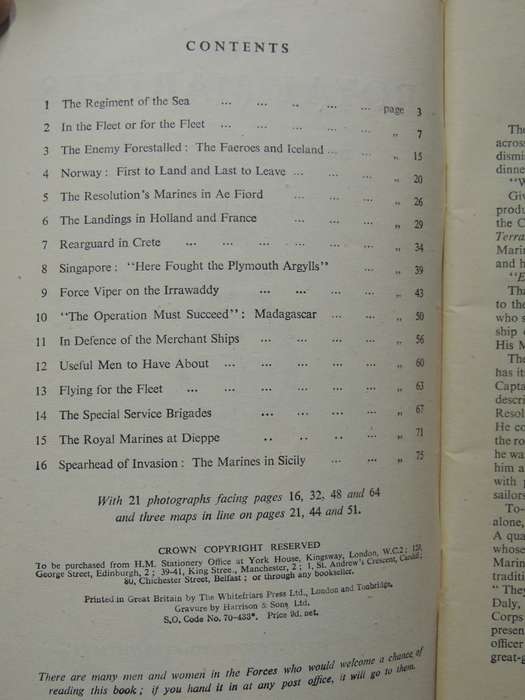 CONTENTS
1 The Regiment of the Sea ... ... .. ... ... page 3
2 In the Fleet or for the Fleet ... ... ... ... ... „ 7
3 The Enemy Forestalled: The Faeroes and Iceland ... ... „ 15
4 Norway: First to Land and Last to Leave ... ... ... „ 20
5 The Resolution's Marines in Ae Fiord ... ... ... „ 26
6 The Landings in Holland and France ... ... ... „ 29
7 Rearguard in Crete ... ... ... ... ... „ 34
8 Singapore: "Here Fought the Plymouth Argylls" ... „ 39
9 Force Viper on the Irrawaddy ... ... ... „ 43
10 "The Operation Must Succeed": Madagascar ... ... „ 50
11 In Defence of the Merchant Ships ... ... ... „ 56
12 Useful Men to Have About ... ... ... ... „ 60
13 Flying for the Fleet ... ... ... ... ... „ 63
14 The Special Service Brigades ... ... ... „ 67
15 The Royal Marines at Dieppe .. .. ... ... „ 71
16 Spearhead of Invasion: The Marines in Sicily ... ... „ 75
With 21 photographs facing pages 16, 32, 48 and 64
and three maps in line on pages 21, 44 and 51.
CROWN COPYRIGHT RESERVED
To be purchased from H.M. Stationery Office at York House, Kingsway, London, W.C.2; 120,
George Street, Edinburgh, 2; 39-41, King Street, Manchester, 2; 1, St. Andrew's Crescent, Cardiff;
80, Chichester Street, Belfast; or through any bookseller.
Printed in Great Britain by The Whitefriars Press Ltd., London and Tonbridge.
Gravure by Harrison & Sons, Ltd.
S.O. Code No. 70-433*. Price 9d. net.
There are many men and women in the Forces who would welcome a chance of
reading this book; if you hand it in at any post office, it will go to them.